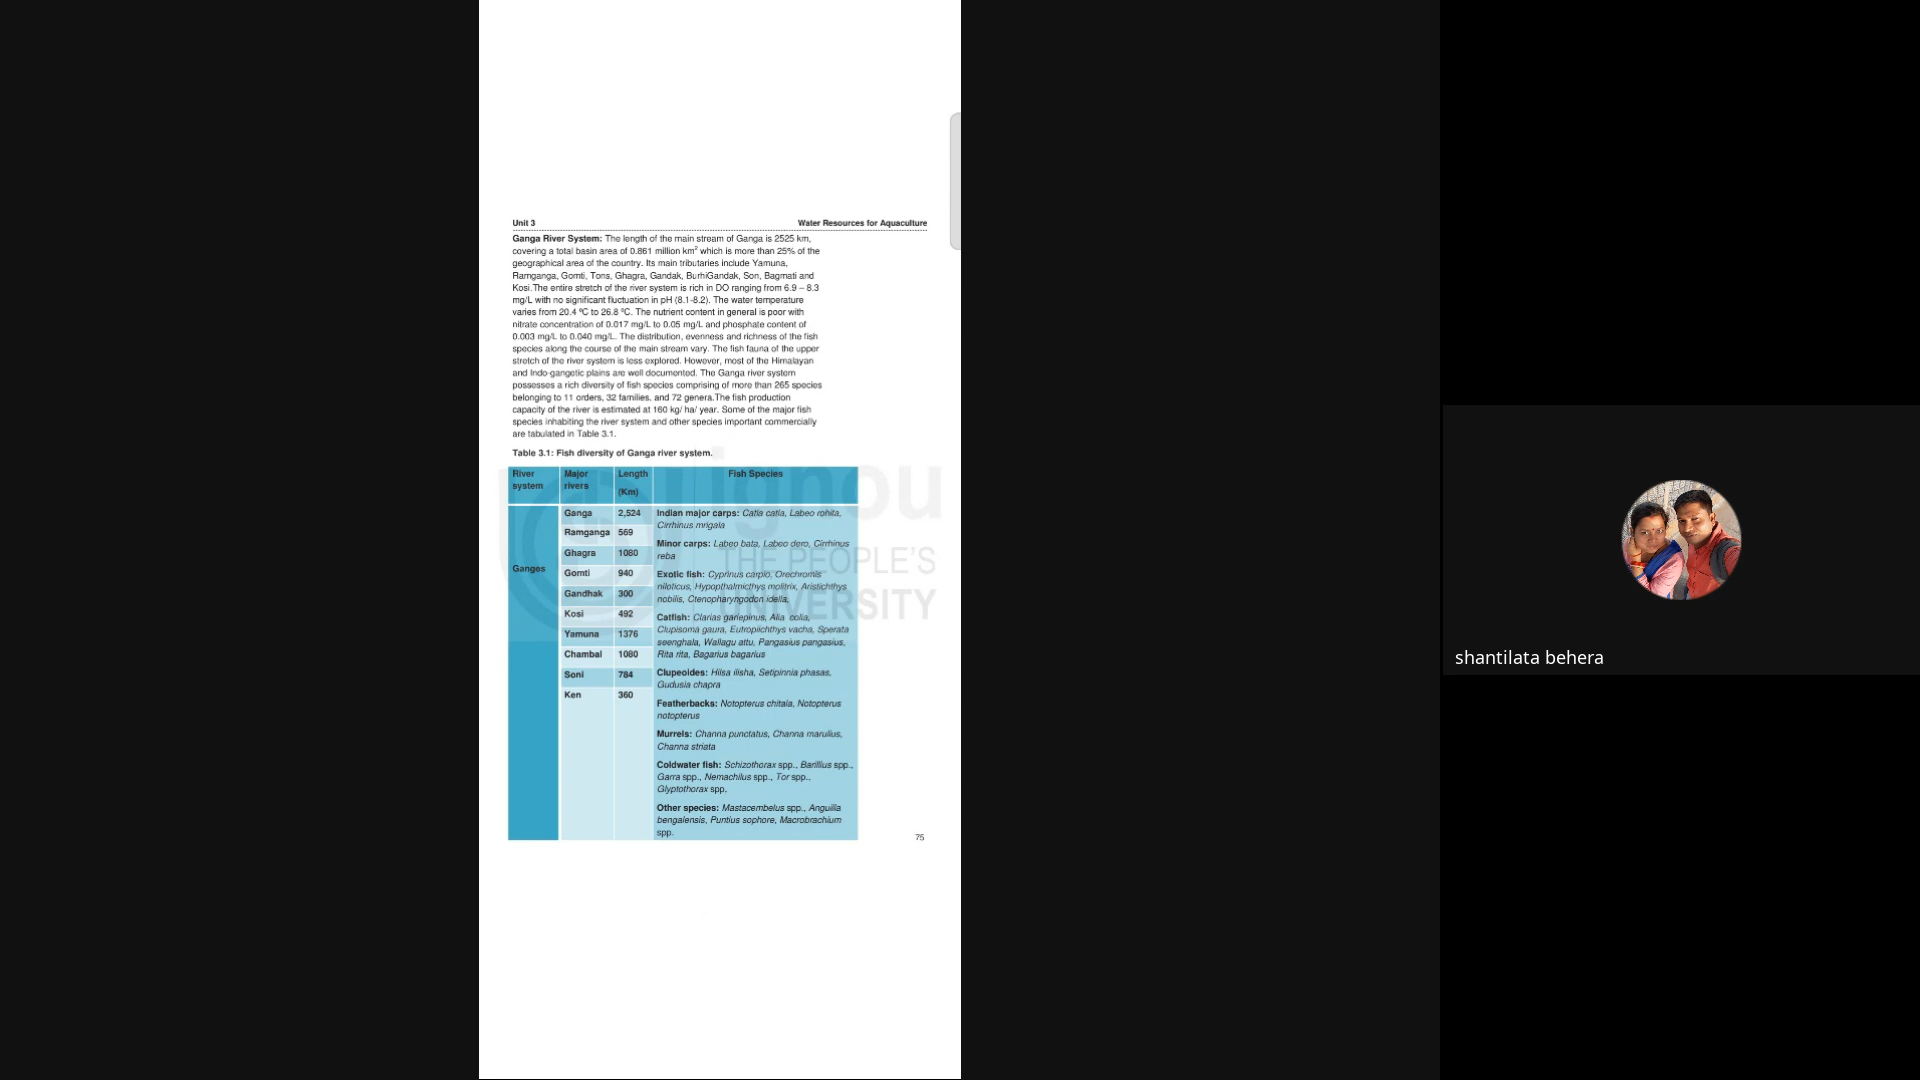 Unit 3
Water Resources for Aquaculture
Ganga River System: The length of the main stream of Ganga is 2525 km,
covering a total basin area of 0.861 million km² which is more than 25% of the
geographical area of the country. Its main tributaries include Yamuna,
Ramganga, Gomti, Tons, Ghagra, Gandak, BurhiGandak, Son, Bagmati and
Kosi.The entire stretch of the river system is rich in DO ranging from 6.9 – 8.3
mg/L with no significant fluctuation in pH (8.1-8.2). The water temperature
varies from 20.4 ⁰C to 26.8 ⁰C. The nutrient content in general is poor with
nitrate concentration of 0.017 mg/L to 0.05 mg/L and phosphate content of
0.003 mg/L to 0.040 mg/L. The distribution, evenness and richness of the fish
species along the course of the main stream vary. The fish fauna of the upper
stretch of the river system is less explored. However, most of the Himalayan
and Indo-gangetic plains are well documented. The Ganga river system
possesses a rich diversity of fish species comprising of more than 265 species
belonging to 11 orders, 32 families, and 72 genera.The fish production
capacity of the river is estimated at 160 kg/ ha/ year. Some of the major fish
species inhabiting the river system and other species important commercially
are tabulated in Table 3.1.
Table 3.1: Fish diversity of Ganga river system.
River system
Major rivers
Length (Km)
Fish Species
Ganges
Ganga 2,524
Ramganga 569
Ghagra 1080
Gomti 940
Gandhak 300
Kosi 492
Yamuna 1376
Chambal 1080
Soni 784
Ken 360
Indian major carps: Catla catla, Labeo rohita,
Cirrhinus mrigala
Minor carps: Labeo bata, Labeo dero, Cirrhinus
reba
Exotic fish: Cyprinus carpio, Orechromis
niloticus, Hypopthalmicthys molitrix, Aristichthys
nobilis, Ctenopharyngodon idella,
Catfish: Clarias gariepinus, Alia colia,
Clupisoma gaura, Eutropiichthys vacha, Sperata
seenghala, Wallagu attu, Pangasius pangasius,
Rita rita, Bagarius bagarius
Clupeoides: Hilsa ilisha, Setipinnia phasas,
Gudusia chapra
Featherbacks: Notopterus chitala, Notopterus
notopterus
Murrels: Channa punctatus, Channa marulius,
Channa striata
Coldwater fish: Schizothorax spp., Barillius spp.,
Garra spp., Nemachilus spp., Tor spp.,
Glyptothorax spp.
Other species: Mastacembelus spp., Anguilla
bengalensis, Puntius sophore, Macrobrachium
spp.
ignou
THE PEOPLE'S
UNIVERSITY
75
shantilata behera